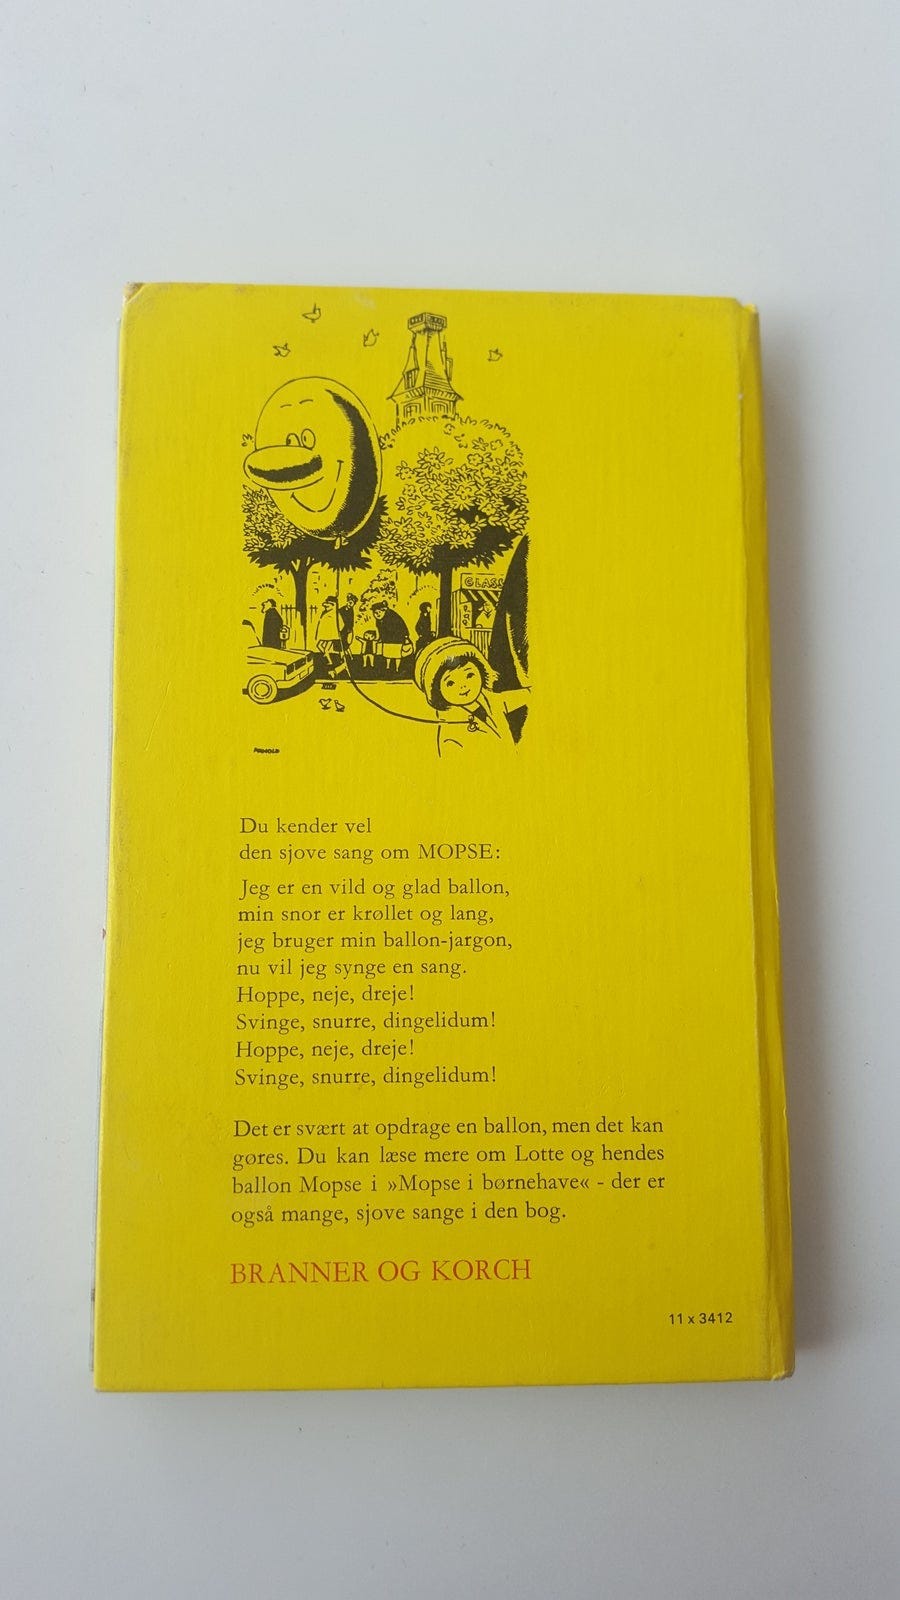 GLASS
ARNOLD
Du kender vel
den sjove sang om MOPSE:
Jeg er en vild og glad ballon,
min snor er krøllet og lang,
jeg bruger min ballon-jargon,
nu vil jeg synge en sang.
Hoppe, neje, dreje!
Svinge, snurre, dingelidum!
Hoppe, neje, dreje!
Svinge, snurre, dingelidum!
Det er svært at opdrage en ballon, men det kan
gøres. Du kan læse mere om Lotte og hendes
ballon Mopse i »Mopse i børnehave« - der er
også mange, sjove sange i den bog.
BRANNER OG KORCH
11 x 3412